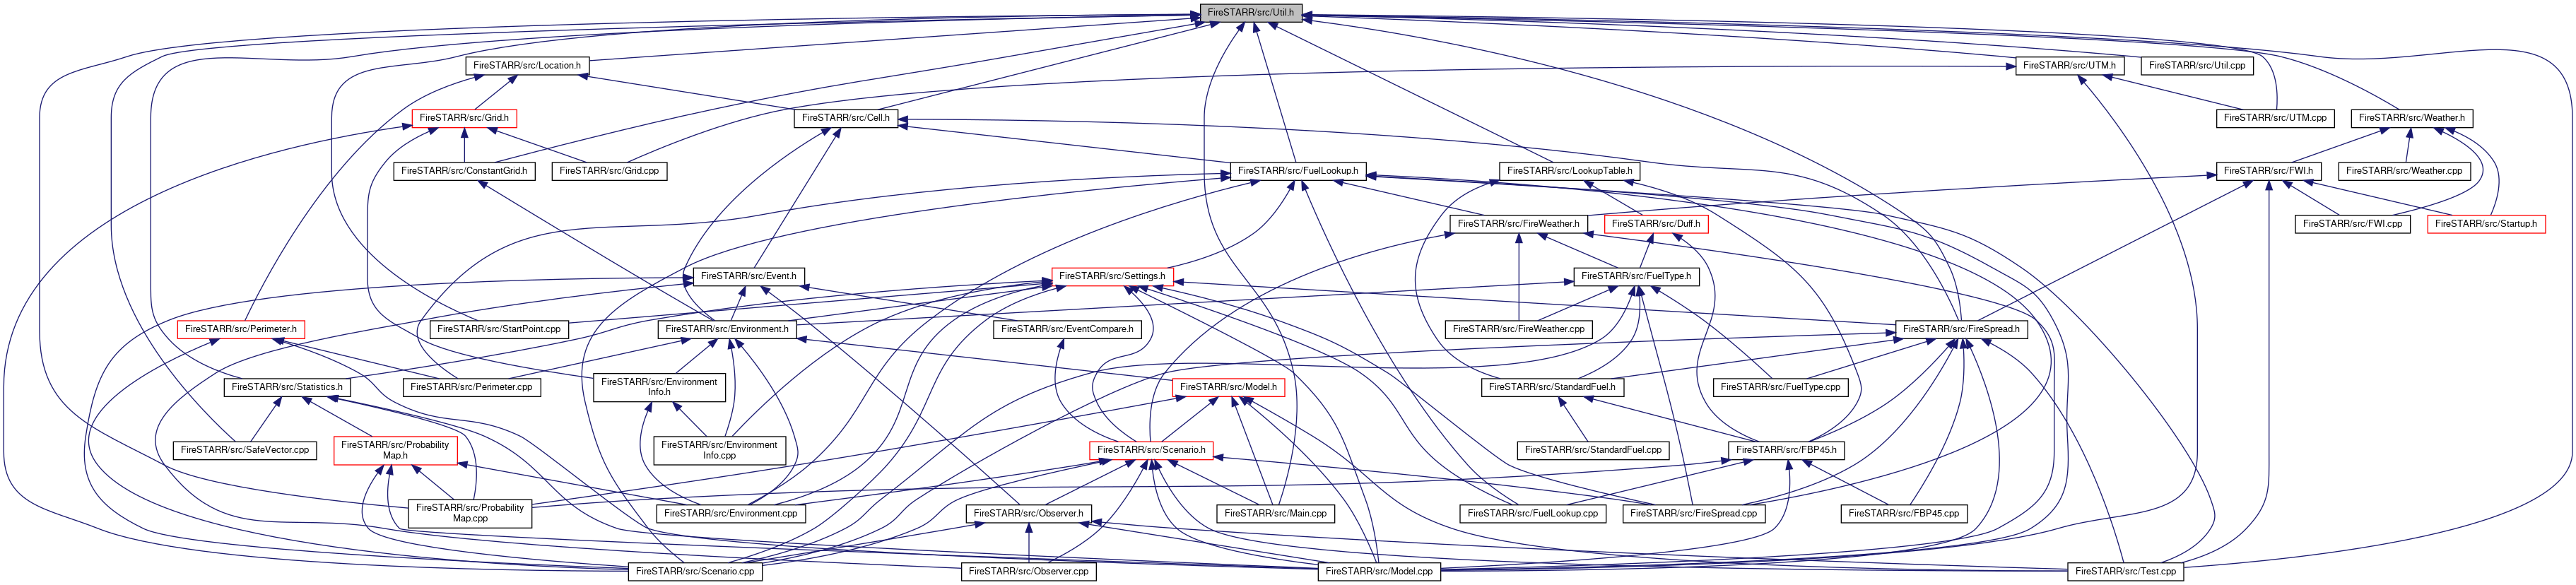 FireSTARR/src/Util.h
FireSTARR/src/Location.h
FireSTARR/src/UTM.h
FireSTARR/src/Util.cpp
FireSTARR/src/Grid.h
FireSTARR/src/Cell.h
FireSTARR/src/UTM.cpp
FireSTARR/src/Weather.h
FireSTARR/src/ConstantGrid.h
FireSTARR/src/Grid.cpp
FireSTARR/src/FuelLookup.h
FireSTARR/src/LookupTable.h
FireSTARR/src/FWI.h
FireSTARR/src/Weather.cpp
FireSTARR/src/FireWeather.h
FireSTARR/src/Duff.h
FireSTARR/src/FWI.cpp
FireSTARR/src/Startup.h
FireSTARR/src/Event.h
FireSTARR/src/Settings.h
FireSTARR/src/FuelType.h
FireSTARR/src/Perimeter.h
FireSTARR/src/StartPoint.cpp
FireSTARR/src/Environment.h
FireSTARR/src/EventCompare.h
FireSTARR/src/FireWeather.cpp
FireSTARR/src/FireSpread.h
FireSTARR/src/Statistics.h
FireSTARR/src/Perimeter.cpp
FireSTARR/src/Environment
Info.h
FireSTARR/src/Model.h
FireSTARR/src/StandardFuel.h
FireSTARR/src/FuelType.cpp
FireSTARR/src/SafeVector.cpp
FireSTARR/src/Probability
Map.h
FireSTARR/src/Environment
Info.cpp
FireSTARR/src/Scenario.h
FireSTARR/src/StandardFuel.cpp
FireSTARR/src/FBP45.h
FireSTARR/src/Probability
Map.cpp
FireSTARR/src/Environment.cpp
FireSTARR/src/Observer.h
FireSTARR/src/Main.cpp
FireSTARR/src/FuelLookup.cpp
FireSTARR/src/FireSpread.cpp
FireSTARR/src/FBP45.cpp
FireSTARR/src/Scenario.cpp
FireSTARR/src/Observer.cpp
FireSTARR/src/Model.cpp
FireSTARR/src/Test.cpp